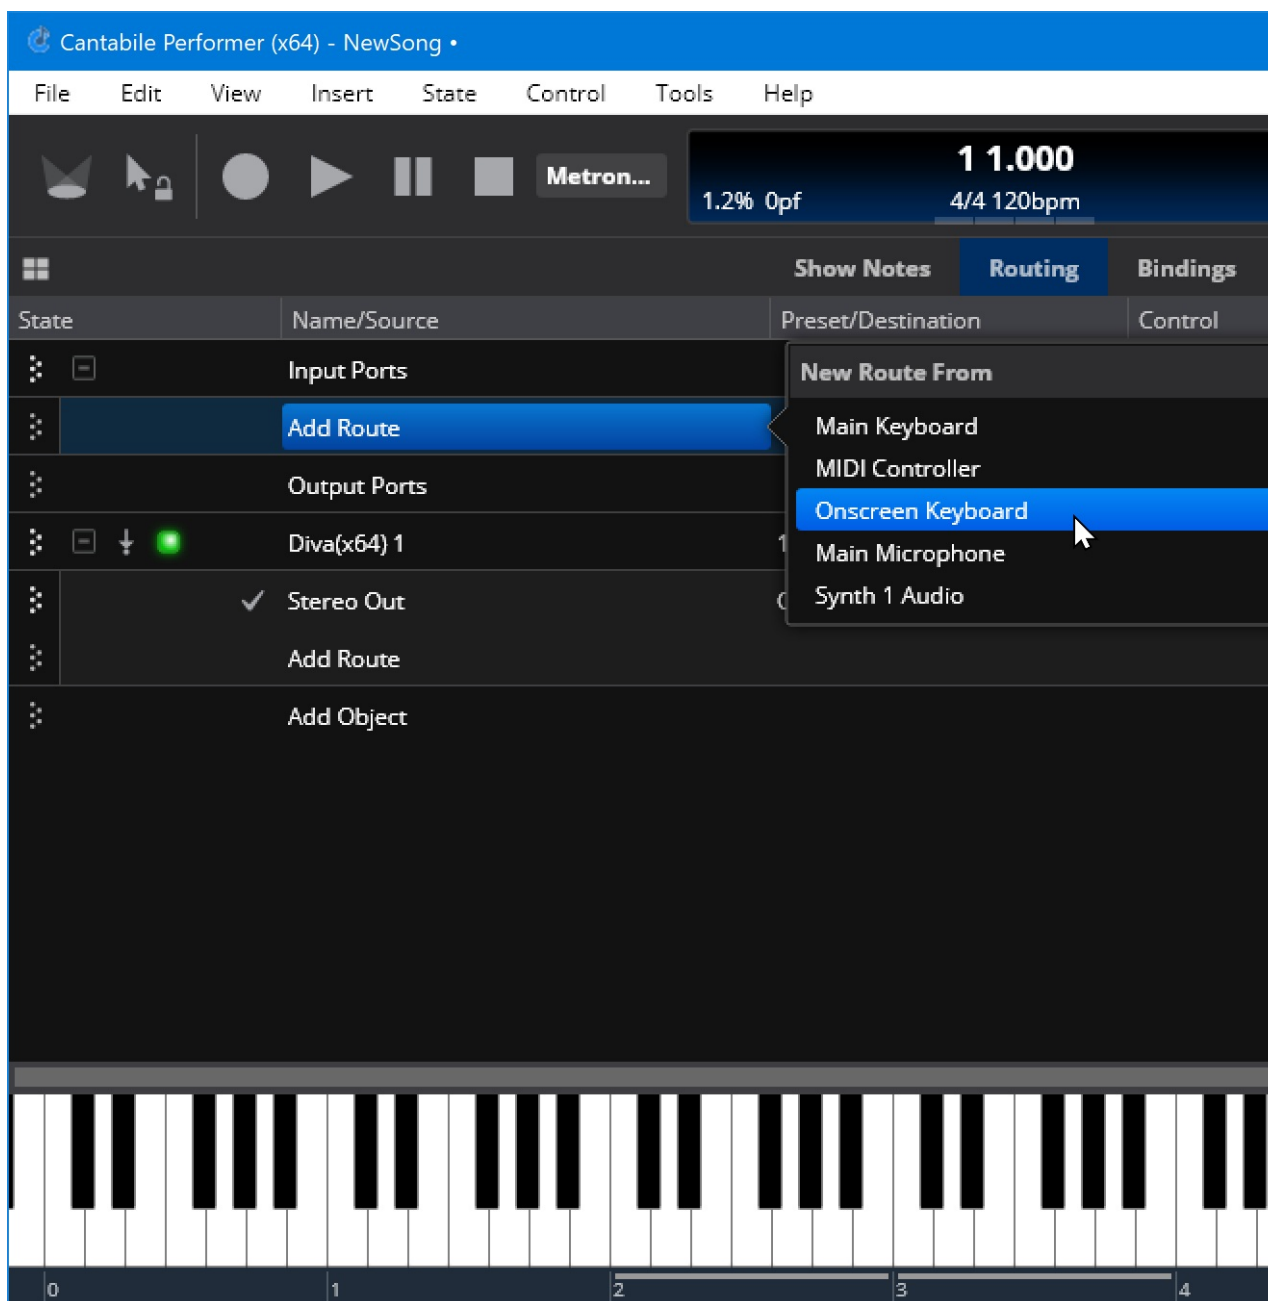 Cantabile Performer (x64) - NewSong •
File Edit View Insert State Control Tools Help
Metron...
1 1.000
1.2% 0pf 4/4 120bpm
Show Notes Routing Bindings
State Name/Source Preset/Destination Control
Input Ports
New Route From
Add Route
Main Keyboard
MIDI Controller
Output Ports
Onscreen Keyboard
Diva(x64) 1
1
Main Microphone
Stereo Out
Synth 1 Audio
Add Route
Add Object
0 1 2 3 4